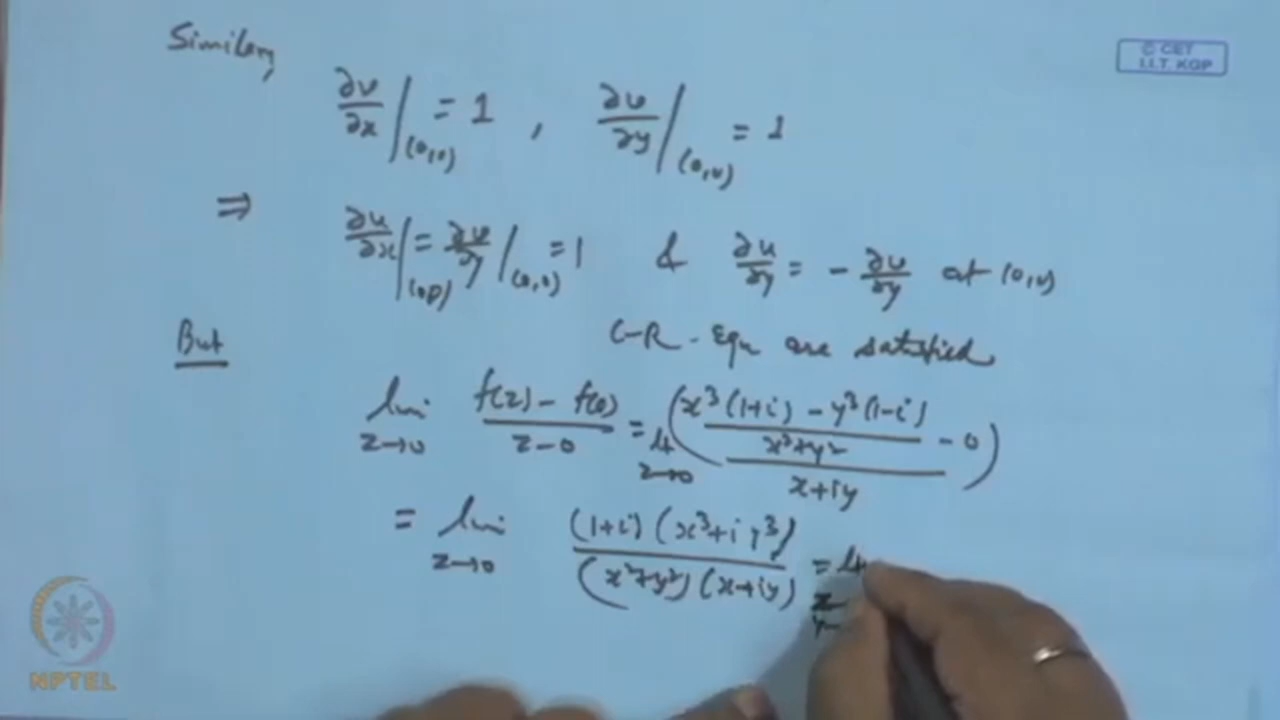 Similarly
© CET
I.I.T. KGP
∂v/∂x |(0,0) = 1 , ∂v/∂y |(0,0) = 1
⇒ ∂u/∂x |(0,0) = ∂v/∂y |(0,0) = 1 & ∂u/∂y = - ∂v/∂y at (0,0)
C-R - Equ are satisfied
But
lim z→0 f(z) - f(0) / z-0 = lt z→0 ( x³(1+i) - y³(1-i) / x²+y² - 0 ) / x+iy
= lim z→0 (1+i) (x³+iy³) / (x²+y²) (x+iy) = lt
NPTEL